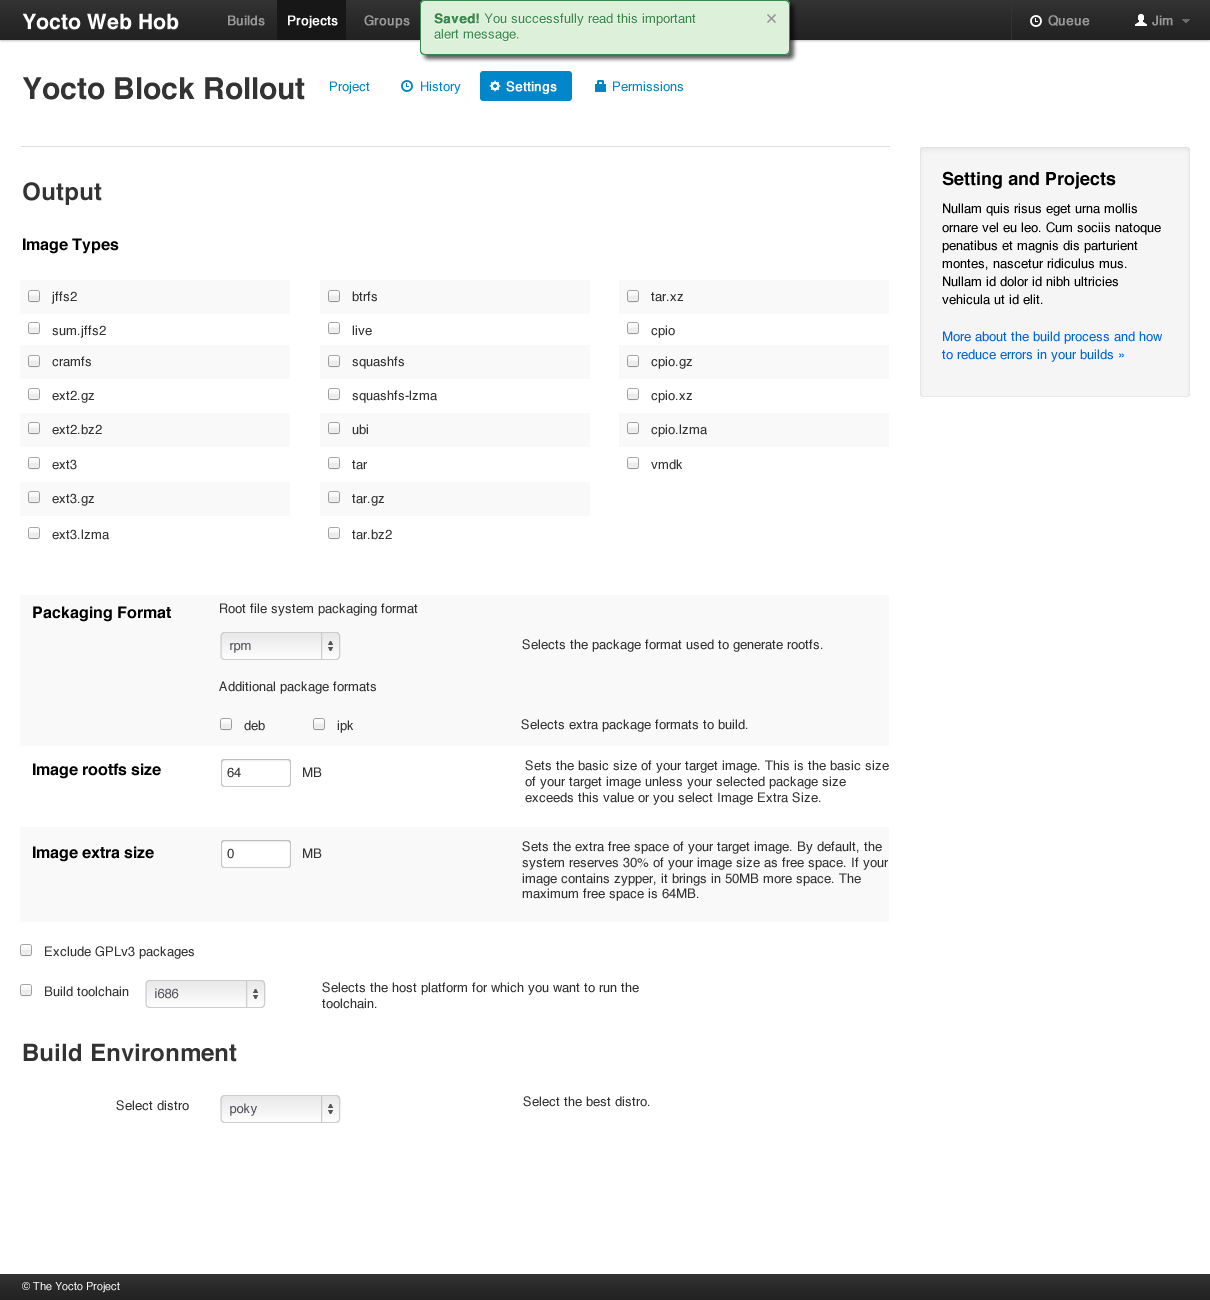 Yocto Web Hob Builds Projects Groups Queue Jim
Saved! You successfully read this important
alert message.
×
Yocto Block Rollout Project History Settings Permissions
Output
Image Types
jffs2 btrfs tar.xz
sum.jffs2 live cpio
cramfs squashfs cpio.gz
ext2.gz squashfs-lzma cpio.xz
ext2.bz2 ubi cpio.lzma
ext3 tar vmdk
ext3.gz tar.gz
ext3.lzma tar.bz2
Setting and Projects
Nullam quis risus eget urna mollis
ornare vel eu leo. Cum sociis natoque
penatibus et magnis dis parturient
montes, nascetur ridiculus mus.
Nullam id dolor id nibh ultricies
vehicula ut id elit.
More about the build process and how
to reduce errors in your builds »
Packaging Format
Root file system packaging format
rpm
Selects the package format used to generate rootfs.
Additional package formats
deb ipk
Selects extra package formats to build.
Image rootfs size
64 MB
Sets the basic size of your target image. This is the basic size
of your target image unless your selected package size
exceeds this value or you select Image Extra Size.
Image extra size
0 MB
Sets the extra free space of your target image. By default, the
system reserves 30% of your image size as free space. If your
image contains zypper, it brings in 50MB more space. The
maximum free space is 64MB.
Exclude GPLv3 packages
Build toolchain i686
Selects the host platform for which you want to run the
toolchain.
Build Environment
Select distro poky
Select the best distro.
© The Yocto Project